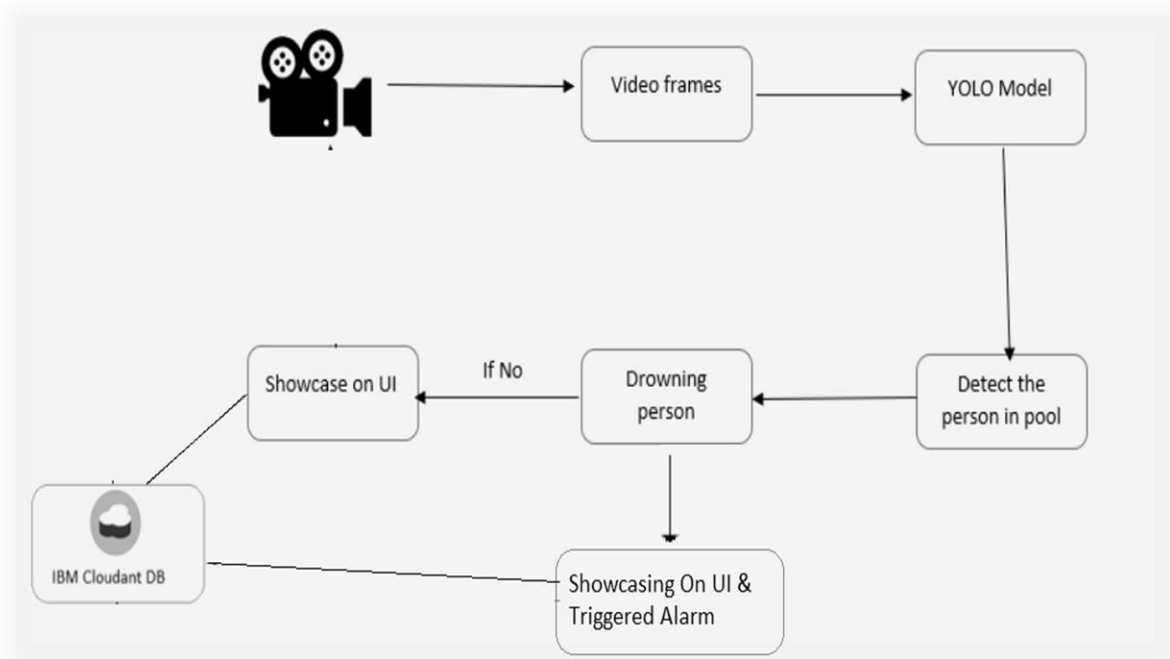 Video frames
YOLO Model
Detect the
person in pool
Drowning
person
If No
Showcase on UI
IBM Cloudant DB
Showcasing On UI &
Triggered Alarm